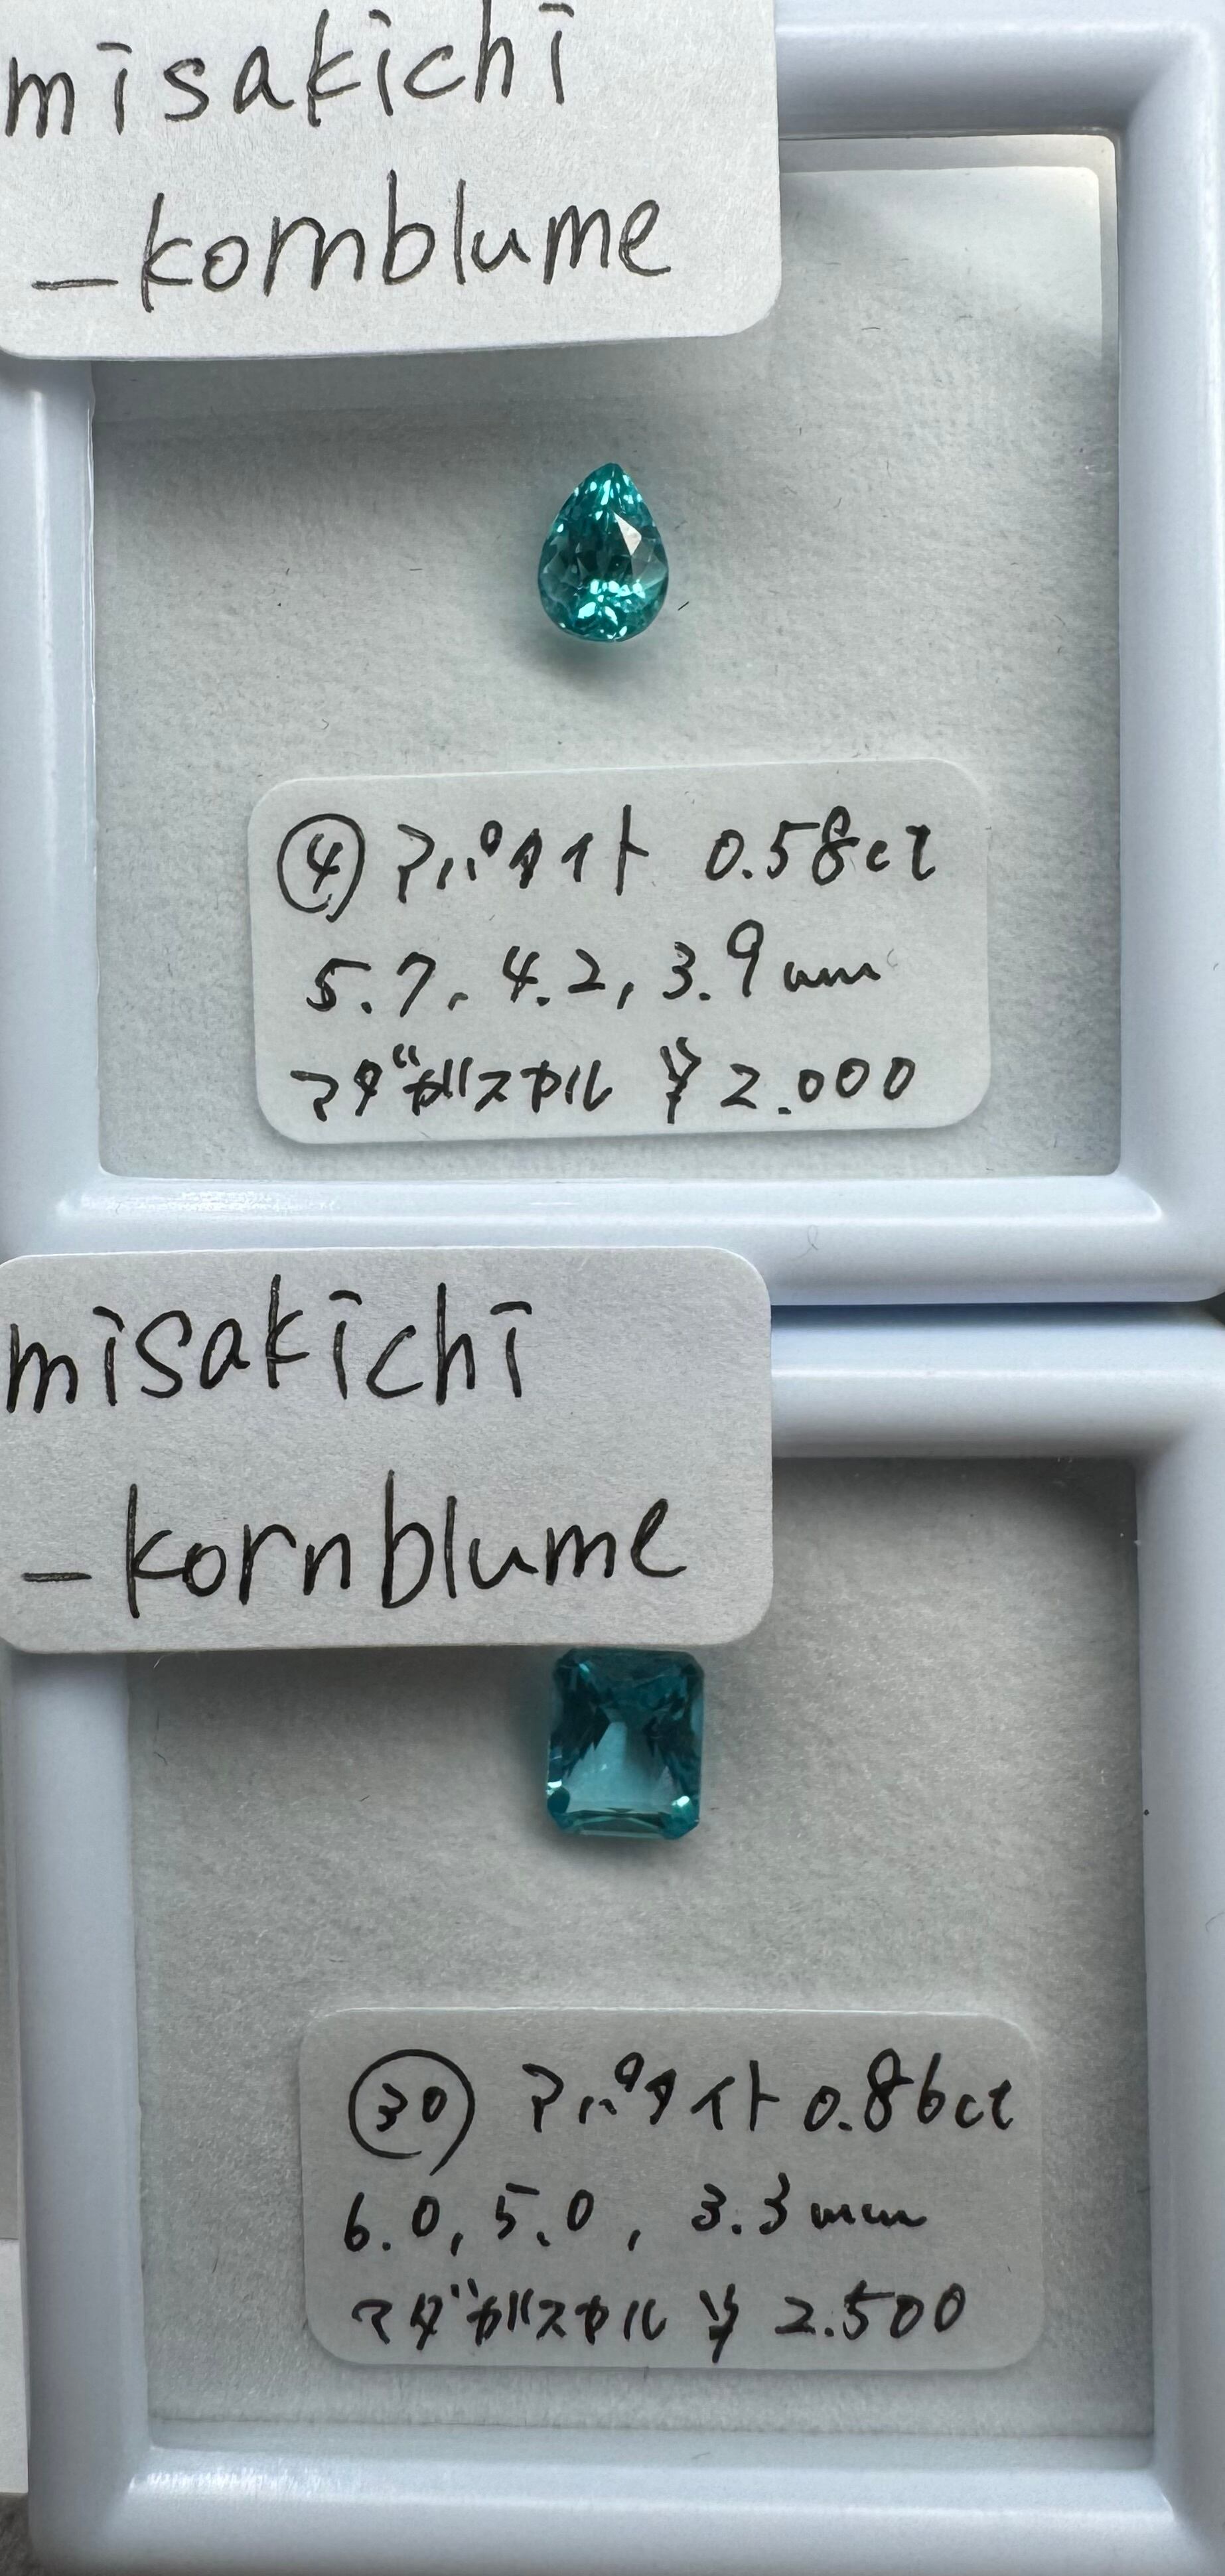 misakichi
_kornblume
④ アパタイト 0.58ct
5.7, 4.2, 3.9mm
マダガスカル ¥2.000
misakichi
_kornblume
㉚ アパタイト 0.86ct
6.0, 5.0, 3.3mm
マダガスカル ¥2.500